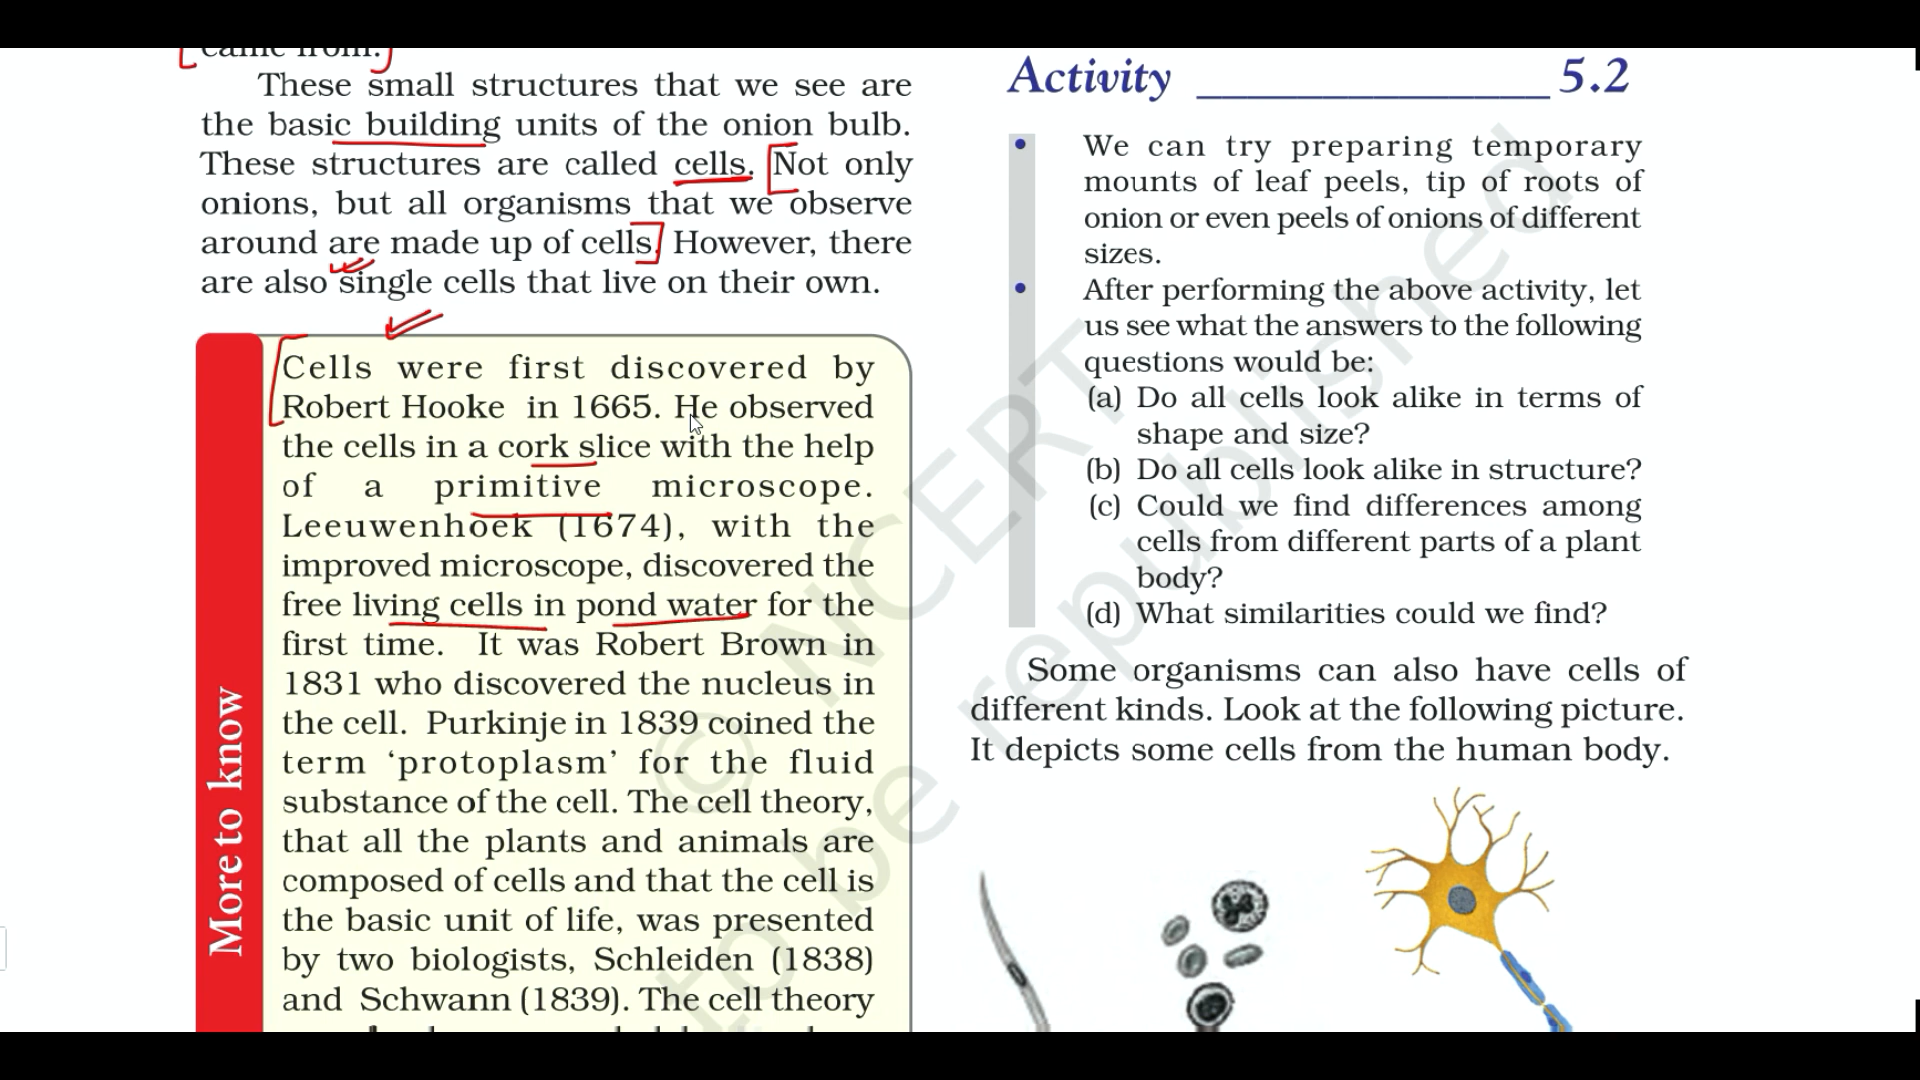 came from.
These small structures that we see are
the basic building units of the onion bulb.
These structures are called cells. Not only
onions, but all organisms that we observe
around are made up of cells. However, there
are also single cells that live on their own.
More to know
Cells were first discovered by
Robert Hooke in 1665. He observed
the cells in a cork slice with the help
of a primitive microscope.
Leeuwenhoek (1674), with the
improved microscope, discovered the
free living cells in pond water for the
first time. It was Robert Brown in
1831 who discovered the nucleus in
the cell. Purkinje in 1839 coined the
term ‘protoplasm’ for the fluid
substance of the cell. The cell theory,
that all the plants and animals are
composed of cells and that the cell is
the basic unit of life, was presented
by two biologists, Schleiden (1838)
and Schwann (1839). The cell theory
Activity 5.2
• We can try preparing temporary
mounts of leaf peels, tip of roots of
onion or even peels of onions of different
sizes.
• After performing the above activity, let
us see what the answers to the following
questions would be:
(a) Do all cells look alike in terms of
shape and size?
(b) Do all cells look alike in structure?
(c) Could we find differences among
cells from different parts of a plant
body?
(d) What similarities could we find?
Some organisms can also have cells of
different kinds. Look at the following picture.
It depicts some cells from the human body.
© NCERT
to be republished